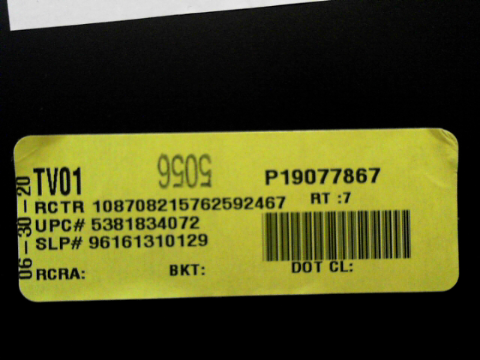 TV01
5056
P19077867
RCTR 108708215762592467
RT :7
UPC# 5381834072
SLP# 96161310129
RCRA:
BKT:
DOT CL:
06-30-20